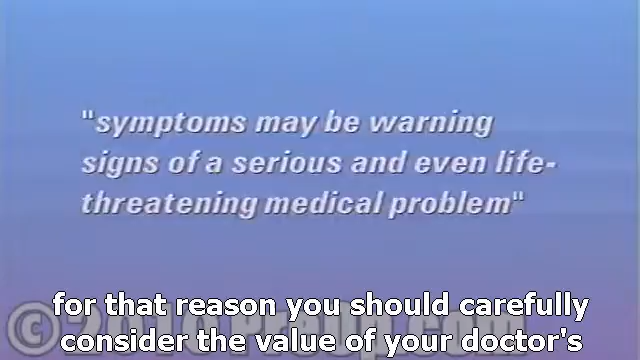 "symptoms may be warning
signs of a serious and even life-
threatening medical problem"
for that reason you should carefully
consider the value of your doctor's